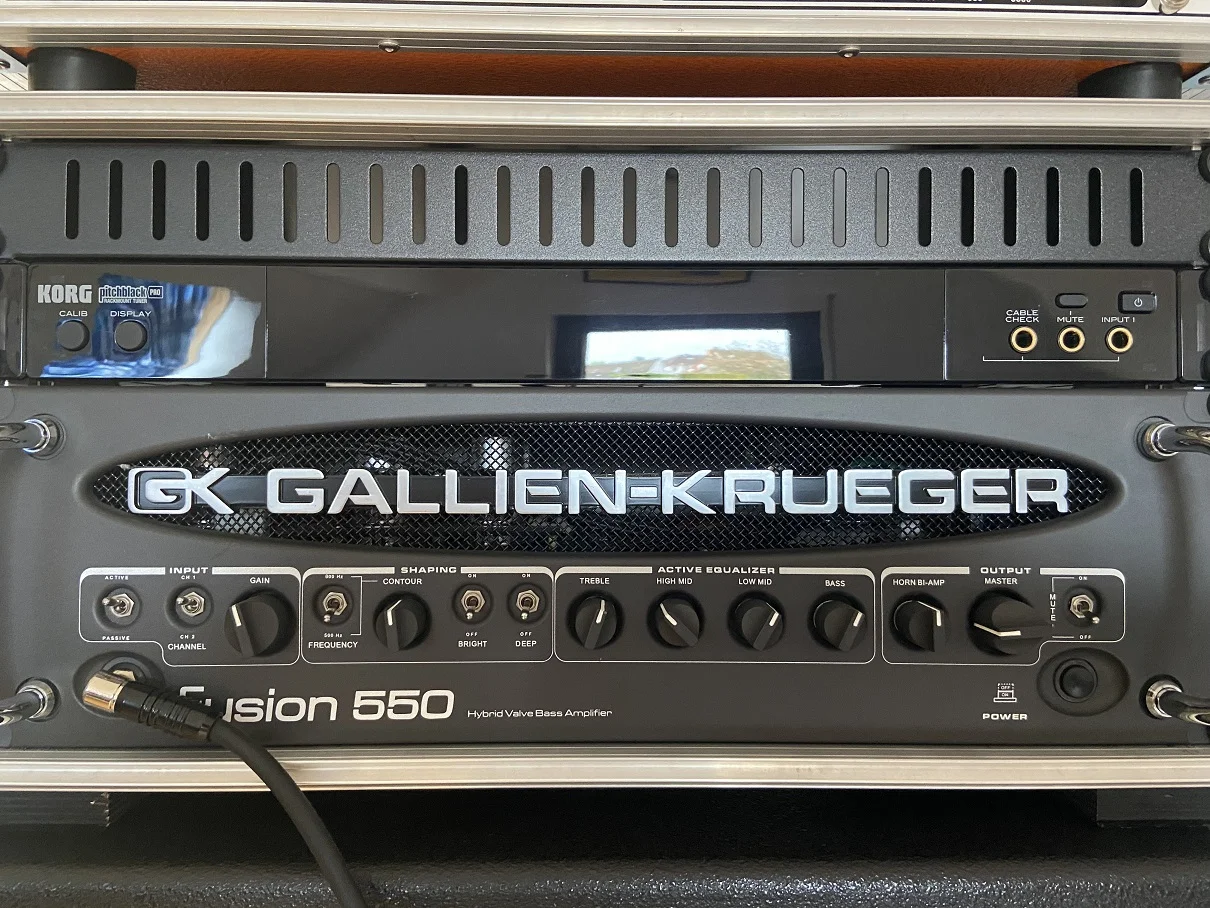 KORG pitchblack PRO
RACKMOUNT TUNER
CALIB DISPLAY
CABLE CHECK
1 MUTE
INPUT 1
GK GALLIEN-KRUEGER
INPUT SHAPING ACTIVE EQUALIZER OUTPUT
ACTIVE
PASSIVE
CH 1
CH 2
CHANNEL
GAIN
800 Hz
500 Hz
FREQUENCY
CONTOUR
ON
OFF
BRIGHT
ON
OFF
DEEP
TREBLE
HIGH MID
LOW MID
BASS
HORN BI-AMP
MASTER
MUTE
ON
OFF
usion 550 Hybrid Valve Bass Amplifier
OFF
ON
POWER